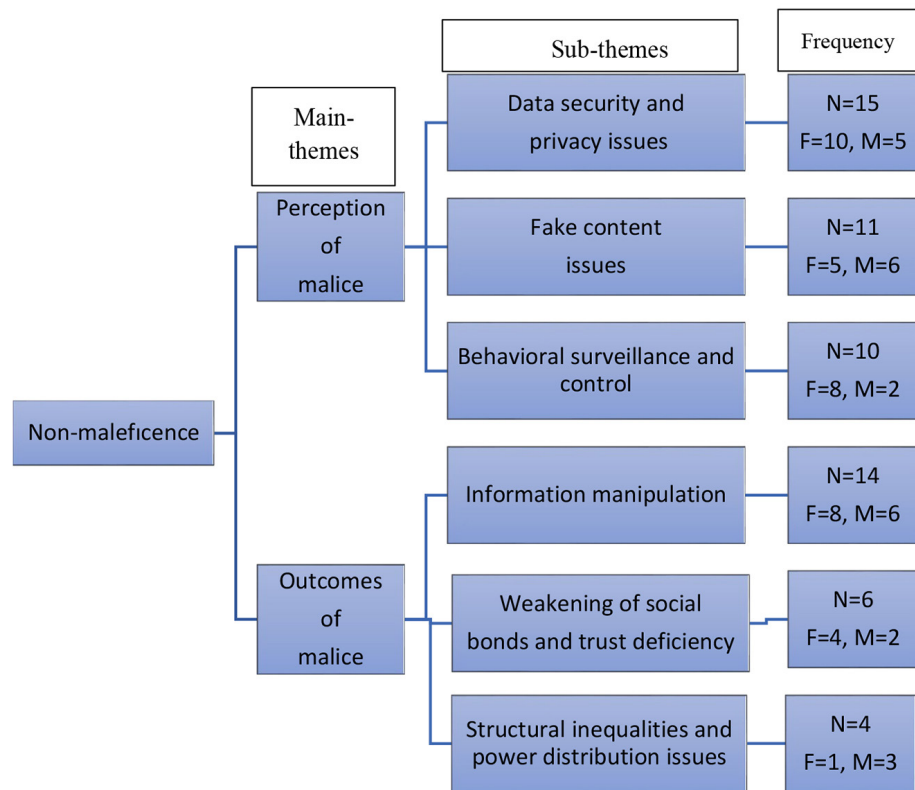 Main-
themes
Sub-themes
Frequency
Non-maleficence
Perception
of
malice
Data security and
privacy issues
N=15
F=10, M=5
Fake content
issues
N=11
F=5, M=6
Behavioral surveillance and
control
N=10
F=8, M=2
Outcomes
of
malice
Information manipulation
N=14
F=8, M=6
Weakening of social
bonds and trust deficiency
N=6
F=4, M=2
Structural inequalities and
power distribution issues
N=4
F=1, M=3